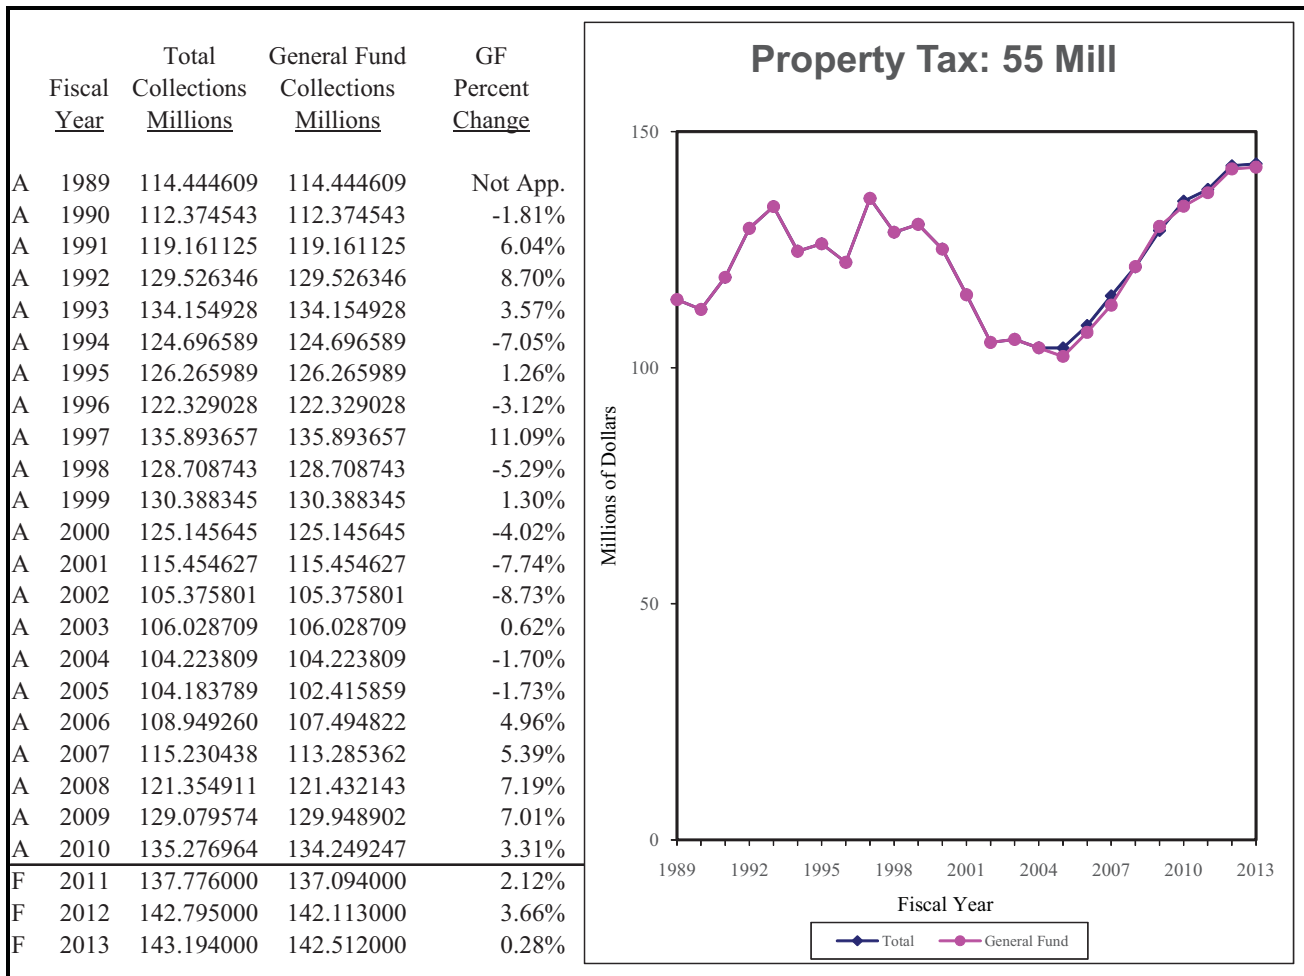 Total General Fund GF
Fiscal Collections Collections Percent
Year Millions Millions Change
A 1989 114.444609 114.444609 Not App.
A 1990 112.374543 112.374543 -1.81%
A 1991 119.161125 119.161125 6.04%
A 1992 129.526346 129.526346 8.70%
A 1993 134.154928 134.154928 3.57%
A 1994 124.696589 124.696589 -7.05%
A 1995 126.265989 126.265989 1.26%
A 1996 122.329028 122.329028 -3.12%
A 1997 135.893657 135.893657 11.09%
A 1998 128.708743 128.708743 -5.29%
A 1999 130.388345 130.388345 1.30%
A 2000 125.145645 125.145645 -4.02%
A 2001 115.454627 115.454627 -7.74%
A 2002 105.375801 105.375801 -8.73%
A 2003 106.028709 106.028709 0.62%
A 2004 104.223809 104.223809 -1.70%
A 2005 104.183789 102.415859 -1.73%
A 2006 108.949260 107.494822 4.96%
A 2007 115.230438 113.285362 5.39%
A 2008 121.354911 121.432143 7.19%
A 2009 129.079574 129.948902 7.01%
A 2010 135.276964 134.249247 3.31%
F 2011 137.776000 137.094000 2.12%
F 2012 142.795000 142.113000 3.66%
F 2013 143.194000 142.512000 0.28%
Property Tax: 55 Mill
150
100
50
0
Millions of Dollars
1989 1992 1995 1998 2001 2004 2007 2010 2013
Fiscal Year
Total General Fund